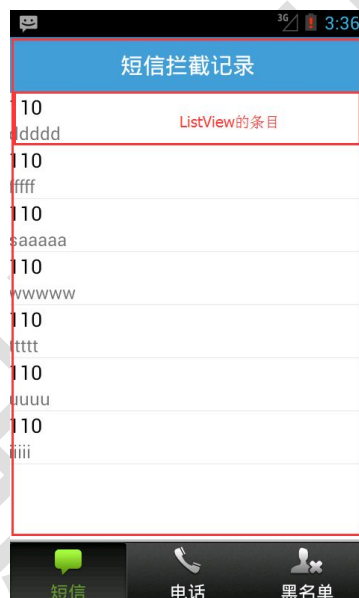 3G 3:36
短信拦截记录
110
ddddd
ListView的条目
110
fffff
110
saaaaa
110
wwwww
110
ttttt
110
uuuu
110
iiiii
短信 电话 黑名单